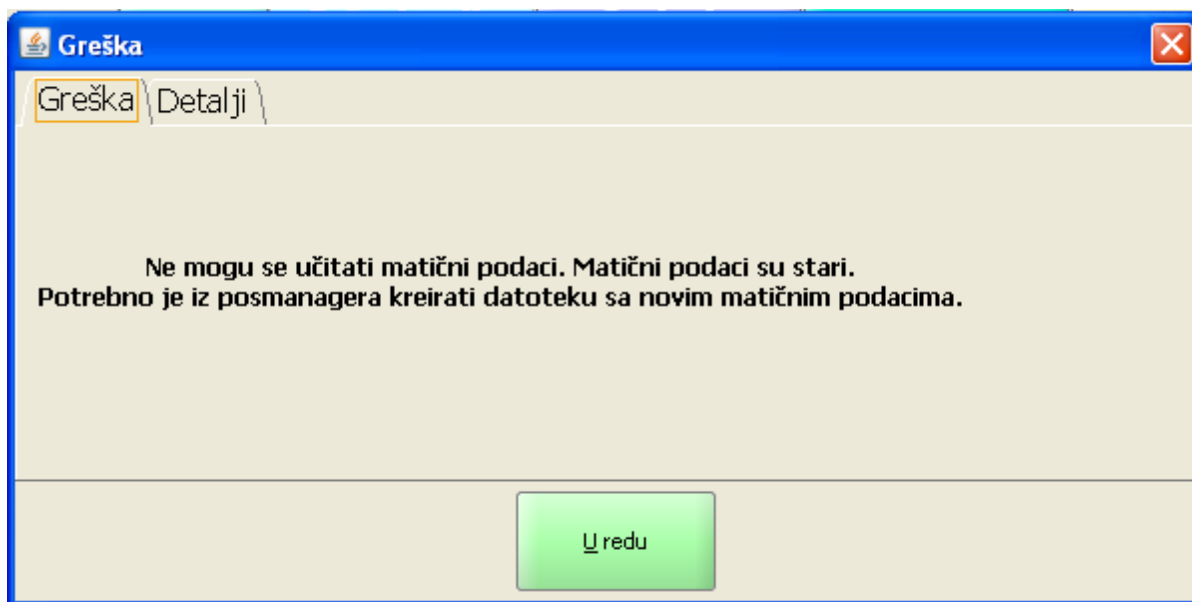 Greška
Greška Detalji
Ne mogu se učitati matični podaci. Matični podaci su stari.
Potrebno je iz posmanagera kreirati datoteku sa novim matičnim podacima.
U redu